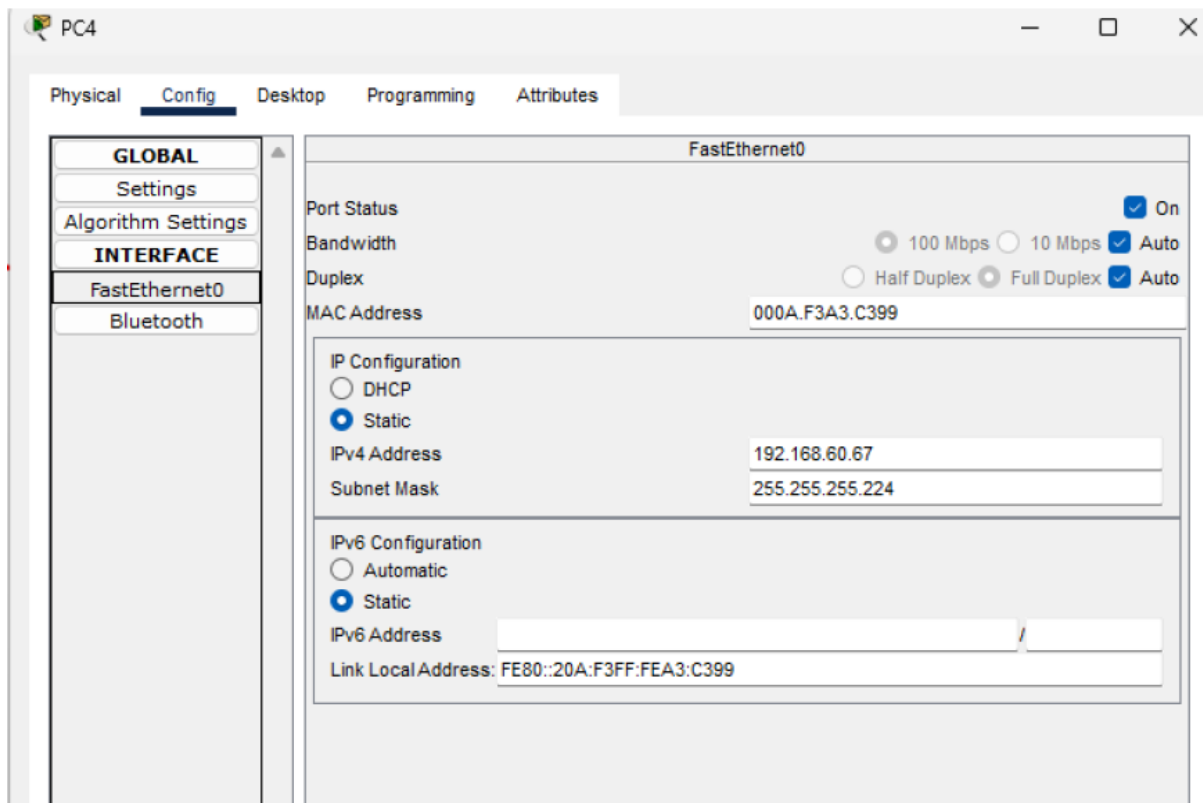 PC4
Physical Config Desktop Programming Attributes
GLOBAL
Settings
Algorithm Settings
INTERFACE
FastEthernet0
Bluetooth
FastEthernet0
Port Status On
Bandwidth 100 Mbps 10 Mbps Auto
Duplex Half Duplex Full Duplex Auto
MAC Address 000A.F3A3.C399
IP Configuration
DHCP
Static
IPv4 Address 192.168.60.67
Subnet Mask 255.255.255.224
IPv6 Configuration
Automatic
Static
IPv6 Address /
Link Local Address: FE80::20A:F3FF:FEA3:C399